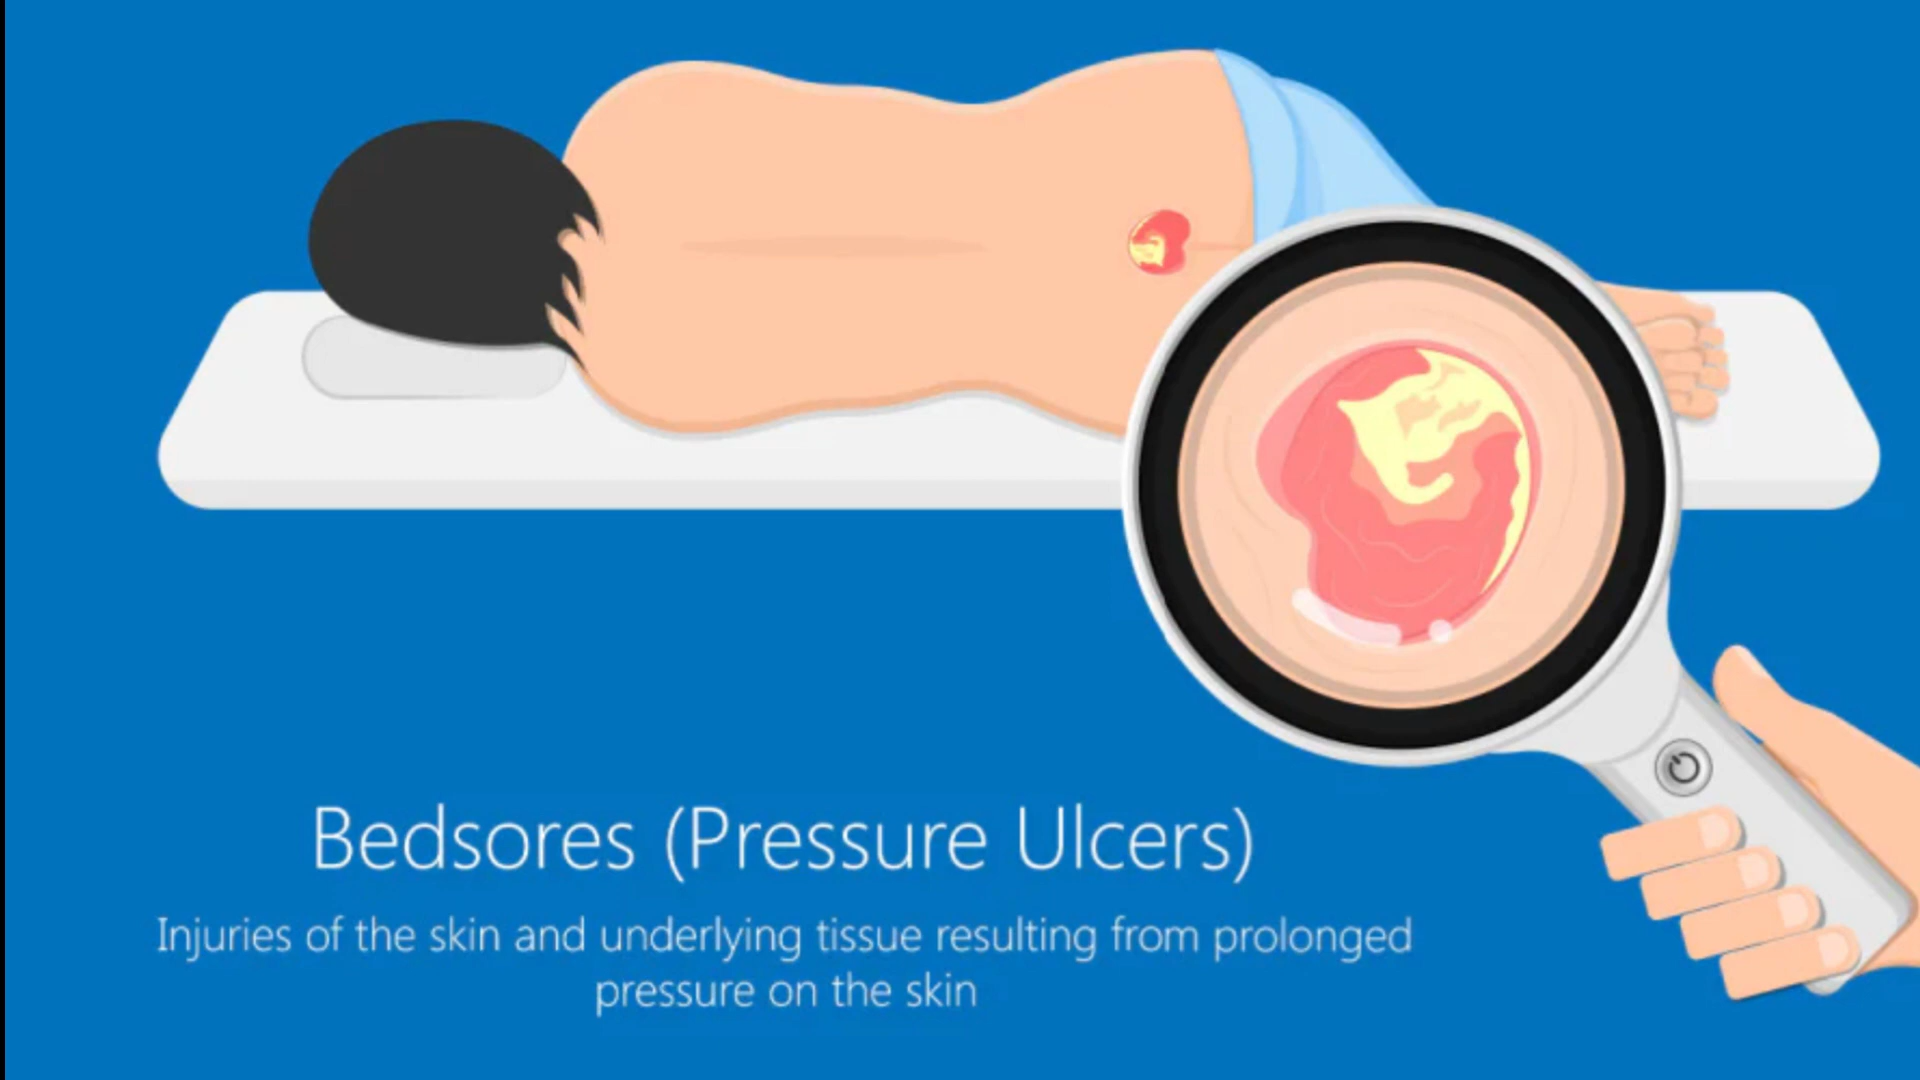 Bedsores (Pressure Ulcers)
Injuries of the skin and underlying tissue resulting from prolonged
pressure on the skin